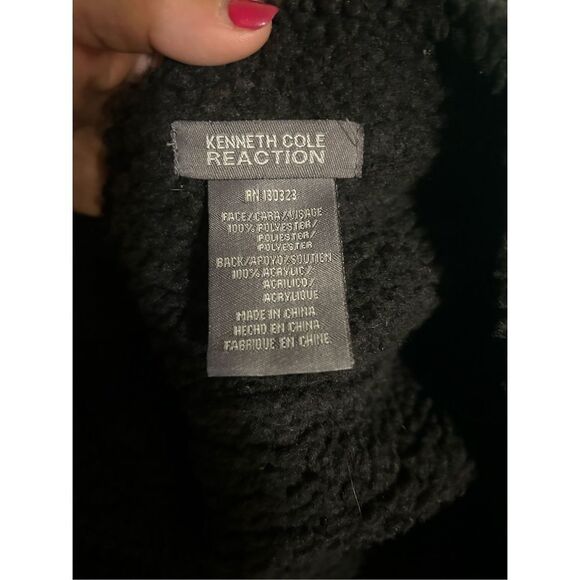 KENNETH COLE
REACTION
RN 130323
FACE/CARA/VISAGE
100% POLYESTER/
POLIESTER/
POLYESTER
BACK/APOYO/SOUTIEN
100% ACRYLIC/
ACRILICO/
ACRYLIQUE
MADE IN CHINA
HECHO EN CHINA
FABRIQUE EN CHINE